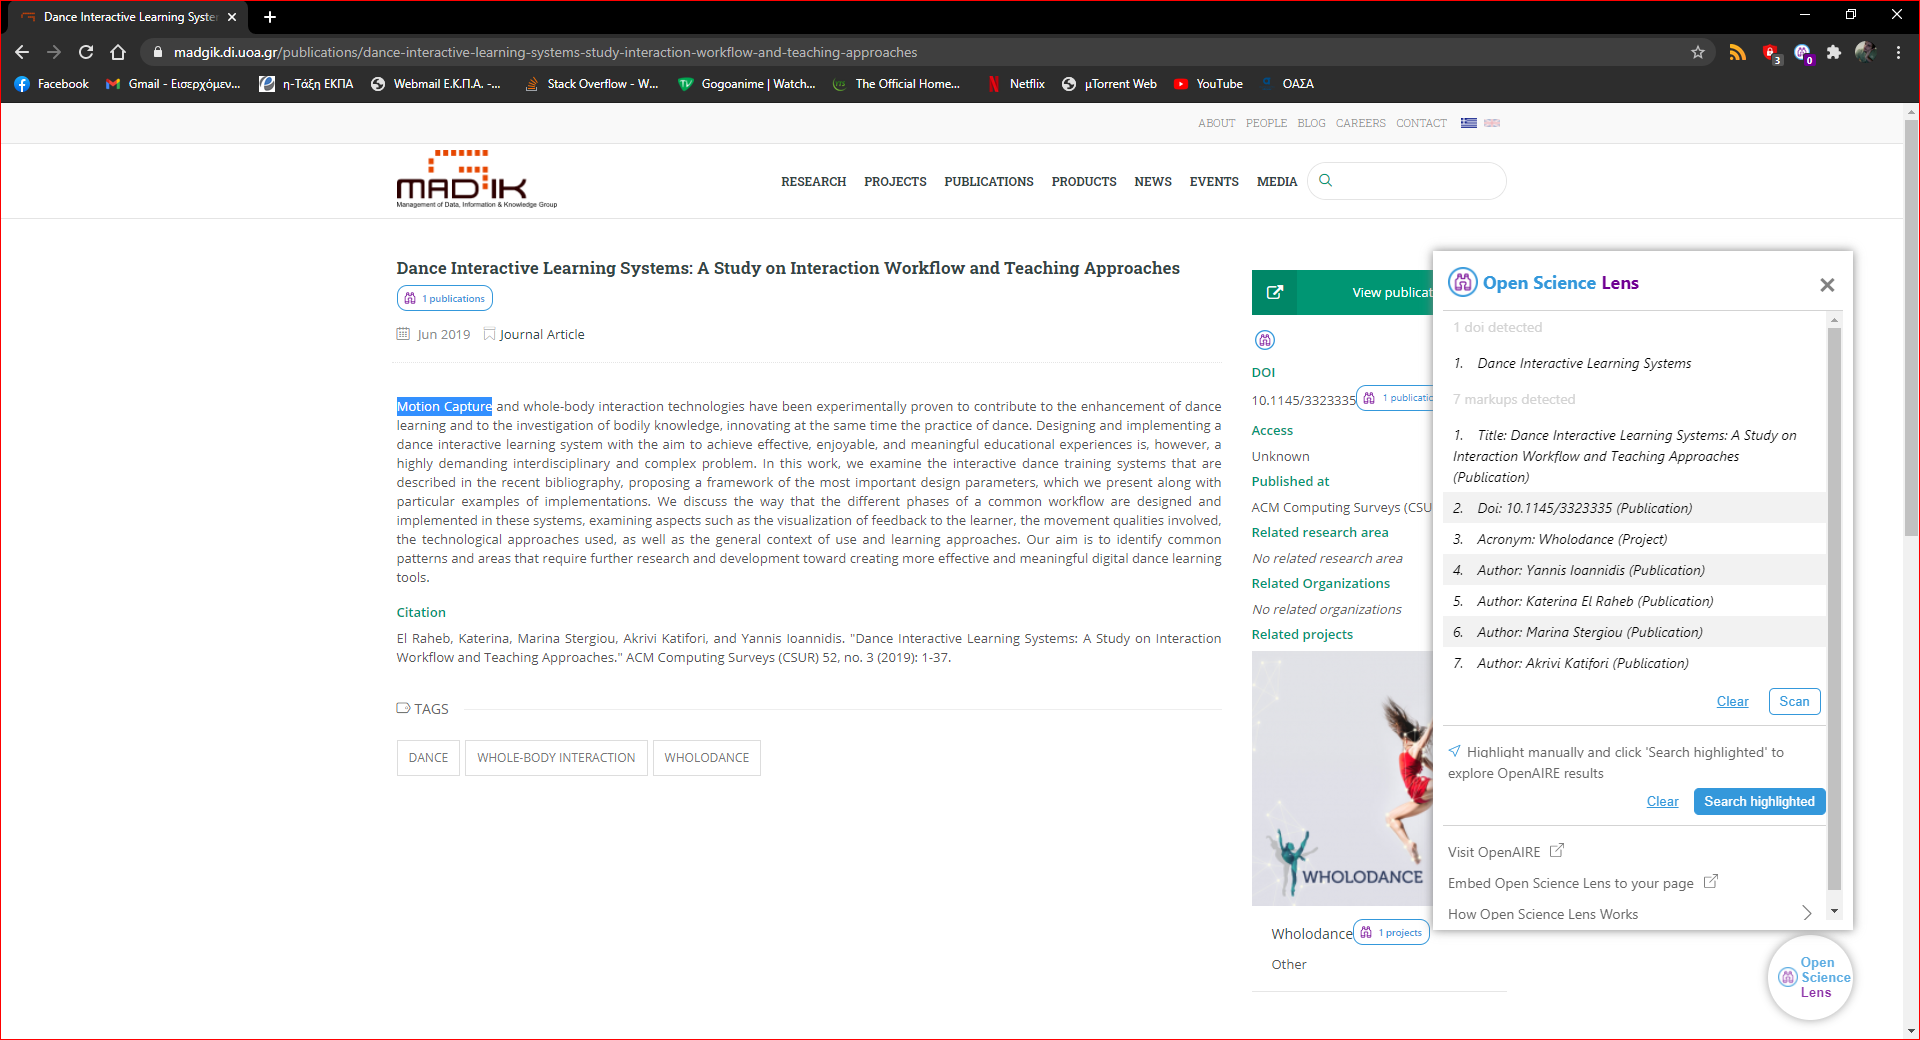 Dance Interactive Learning Syster
madgik.di.uoa.gr/publications/dance-interactive-learning-systems-study-interaction-workflow-and-teaching-approaches
3
0
Facebook
Gmail - Εισερχόμεν...
η-Τάξη ΕΚΠΑ
Webmail Ε.Κ.Π.Α. -...
Stack Overflow - W...
Gogoanime | Watch...
The Official Home...
Netflix
μTorrent Web
YouTube
ΟΑΣΑ
ABOUT
PEOPLE
BLOG
CAREERS
CONTACT
MADGIK
Management of Data, Information & Knowledge Group
RESEARCH
PROJECTS
PUBLICATIONS
PRODUCTS
NEWS
EVENTS
MEDIA
Dance Interactive Learning Systems: A Study on Interaction Workflow and Teaching Approaches
1 publications
Jun 2019
Journal Article
Motion Capture and whole-body interaction technologies have been experimentally proven to contribute to the enhancement of dance
learning and to the investigation of bodily knowledge, innovating at the same time the practice of dance. Designing and implementing a
dance interactive learning system with the aim to achieve effective, enjoyable, and meaningful educational experiences is, however, a
highly demanding interdisciplinary and complex problem. In this work, we examine the interactive dance training systems that are
described in the recent bibliography, proposing a framework of the most important design parameters, which we present along with
particular examples of implementations. We discuss the way that the different phases of a common workflow are designed and
implemented in these systems, examining aspects such as the visualization of feedback to the learner, the movement qualities involved,
the technological approaches used, as well as the general context of use and learning approaches. Our aim is to identify common
patterns and areas that require further research and development toward creating more effective and meaningful digital dance learning
tools.
Citation
El Raheb, Katerina, Marina Stergiou, Akrivi Katifori, and Yannis Ioannidis. "Dance Interactive Learning Systems: A Study on Interaction
Workflow and Teaching Approaches." ACM Computing Surveys (CSUR) 52, no. 3 (2019): 1-37.
TAGS
DANCE
WHOLE-BODY INTERACTION
WHOLODANCE
View publicat
DOI
10.1145/3323335
1 publicatio
Access
Unknown
Published at
ACM Computing Surveys (CSU
Related research area
No related research area
Related Organizations
No related organizations
Related projects
WHOLODANCE
Wholodance
1 projects
Other
Open Science Lens
1 doi detected
1. Dance Interactive Learning Systems
7 markups detected
1. Title: Dance Interactive Learning Systems: A Study on
Interaction Workflow and Teaching Approaches
(Publication)
2. Doi: 10.1145/3323335 (Publication)
3. Acronym: Wholodance (Project)
4. Author: Yannis Ioannidis (Publication)
5. Author: Katerina El Raheb (Publication)
6. Author: Marina Stergiou (Publication)
7. Author: Akrivi Katifori (Publication)
Clear
Scan
Highlight manually and click 'Search highlighted' to
explore OpenAIRE results
Clear
Search highlighted
Visit OpenAIRE
Embed Open Science Lens to your page
How Open Science Lens Works
Open
Science
Lens